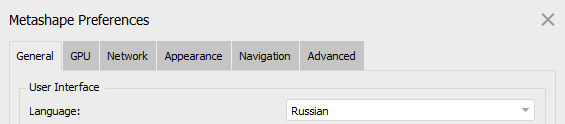 Metashape Preferences
General GPU Network Appearance Navigation Advanced
User Interface
Language: Russian